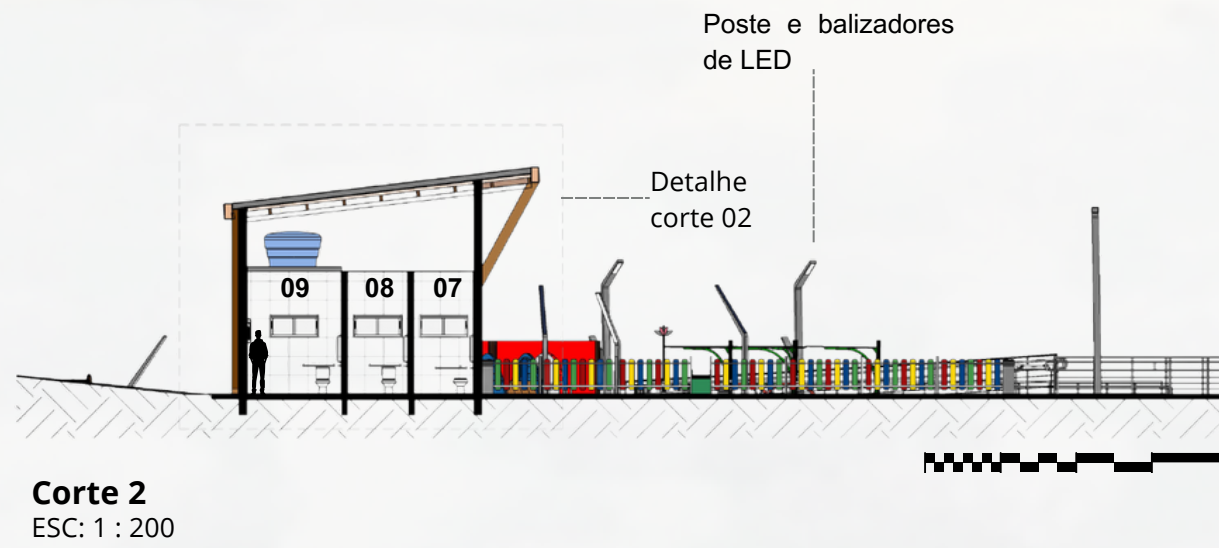 Poste e balizadores
de LED
Detalhe
corte 02
09 08 07
Corte 2
ESC: 1 : 200